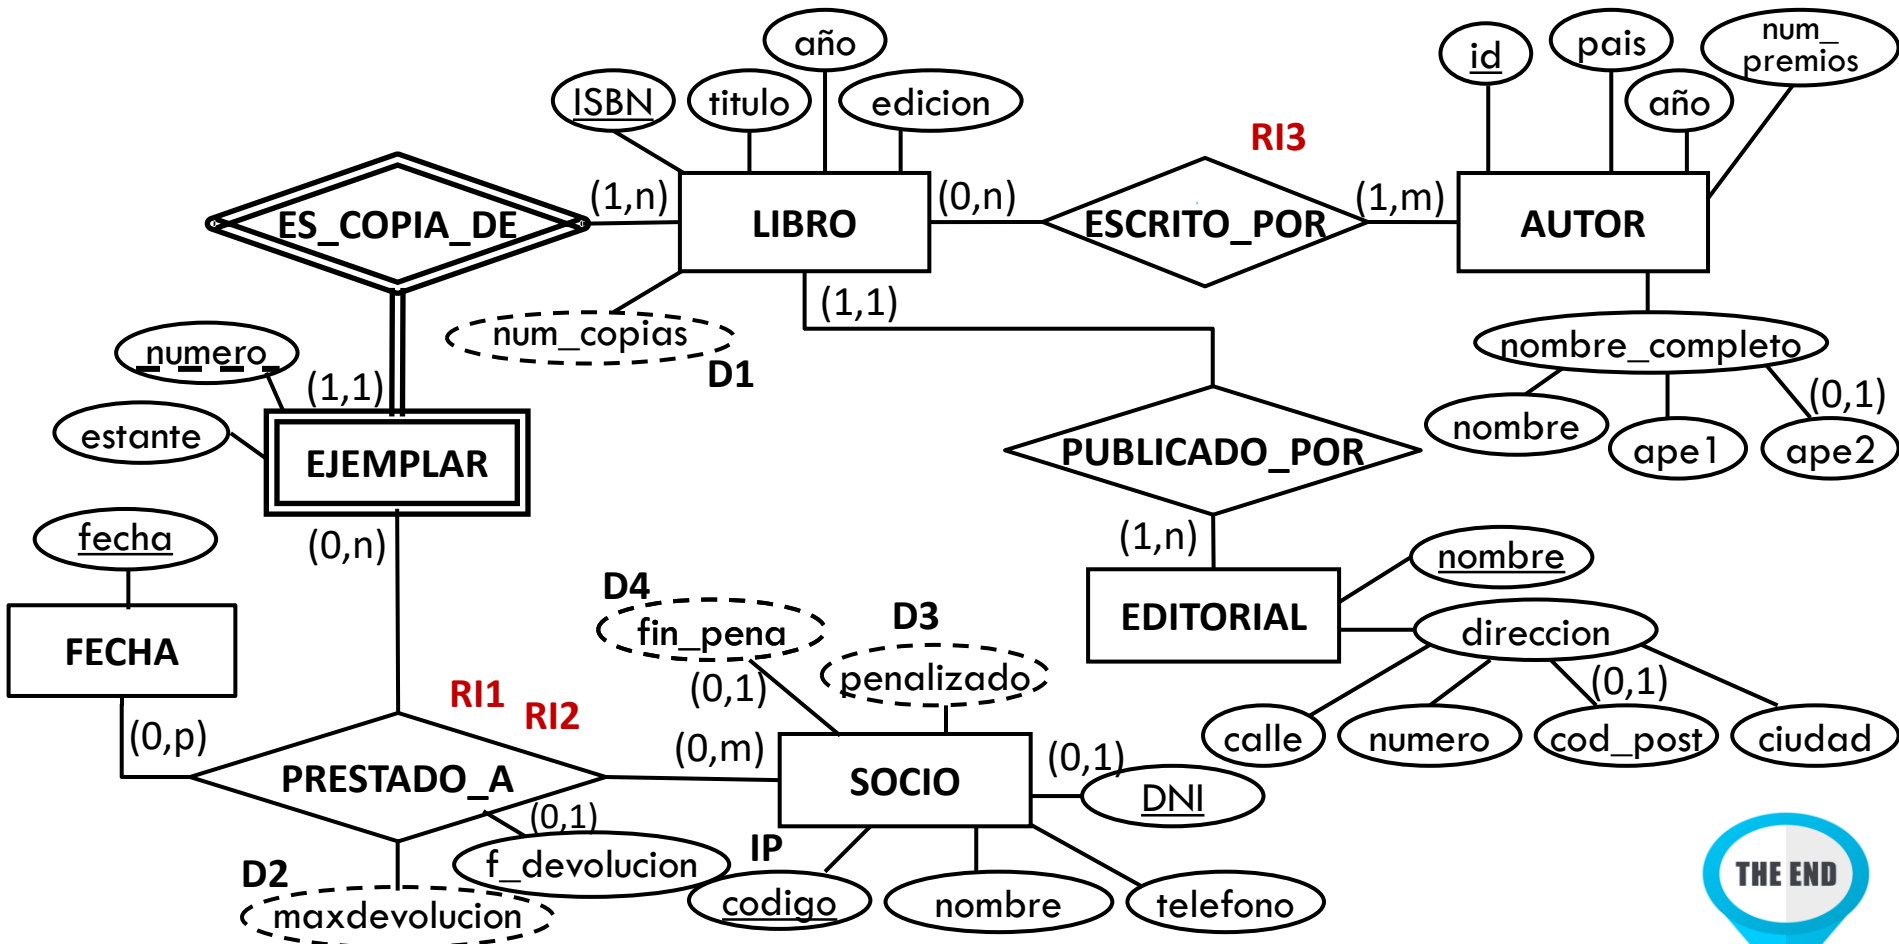 año
id
pais
num_
premios
ISBN
titulo
edicion
año
RI3
(1,n)
(0,n)
(1,m)
ES_COPIA_DE
LIBRO
ESCRITO_POR
AUTOR
(1,1)
num_copias
D1
numero
(1,1)
nombre_completo
(0,1)
estante
nombre
ape1
ape2
EJEMPLAR
PUBLICADO_POR
fecha
(0,n)
(1,n)
nombre
D4
fin_pena
D3
EDITORIAL
direccion
FECHA
penalizado
(0,1)
(0,1)
RI1
RI2
(0,p)
(0,m)
calle
numero
cod_post
ciudad
PRESTADO_A
SOCIO
(0,1)
DNI
(0,1)
f_devolucion
IP
D2
maxdevolucion
codigo
nombre
telefono
THE END